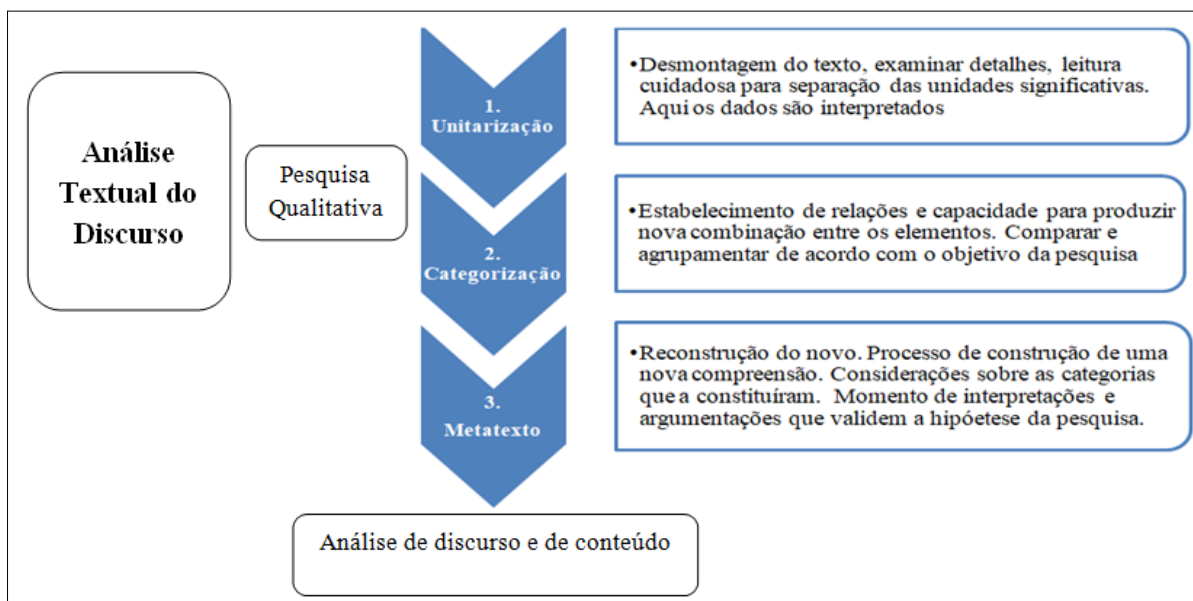 Análise
Textual do
Discurso
Pesquisa
Qualitativa
1.
Unitarização
•Desmontagem do texto, examinar detalhes, leitura
cuidadosa para separação das unidades significativas.
Aqui os dados são interpretados
2.
Categorização
•Estabelecimento de relações e capacidade para produzir
nova combinação entre os elementos. Comparar e
agrupamentar de acordo com o objetivo da pesquisa
3.
Metatexto
•Reconstrução do novo. Processo de construção de uma
nova compreensão. Considerações sobre as categorias
que a constituíram. Momento de interpretações e
argumentações que validem a hipóetese da pesquisa.
Análise de discurso e de conteúdo